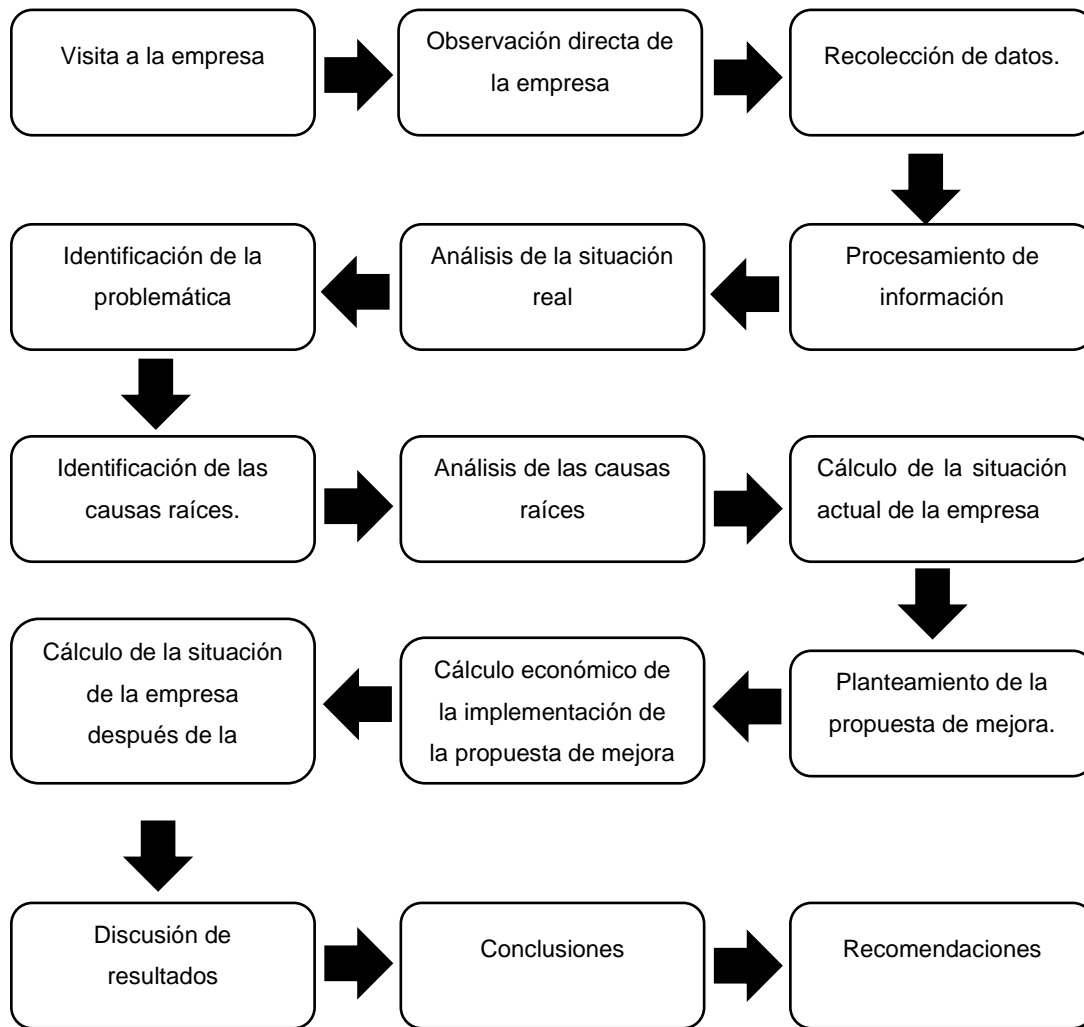 Visita a la empresa
Observación directa de
la empresa
Recolección de datos.
Procesamiento de
información
Análisis de la situación
real
Identificación de la
problemática
Identificación de las
causas raíces.
Análisis de las causas
raíces
Cálculo de la situación
actual de la empresa
Planteamiento de la
propuesta de mejora.
Cálculo económico de
la implementación de
la propuesta de mejora
Cálculo de la situación
de la empresa
después de la
Discusión de
resultados
Conclusiones
Recomendaciones